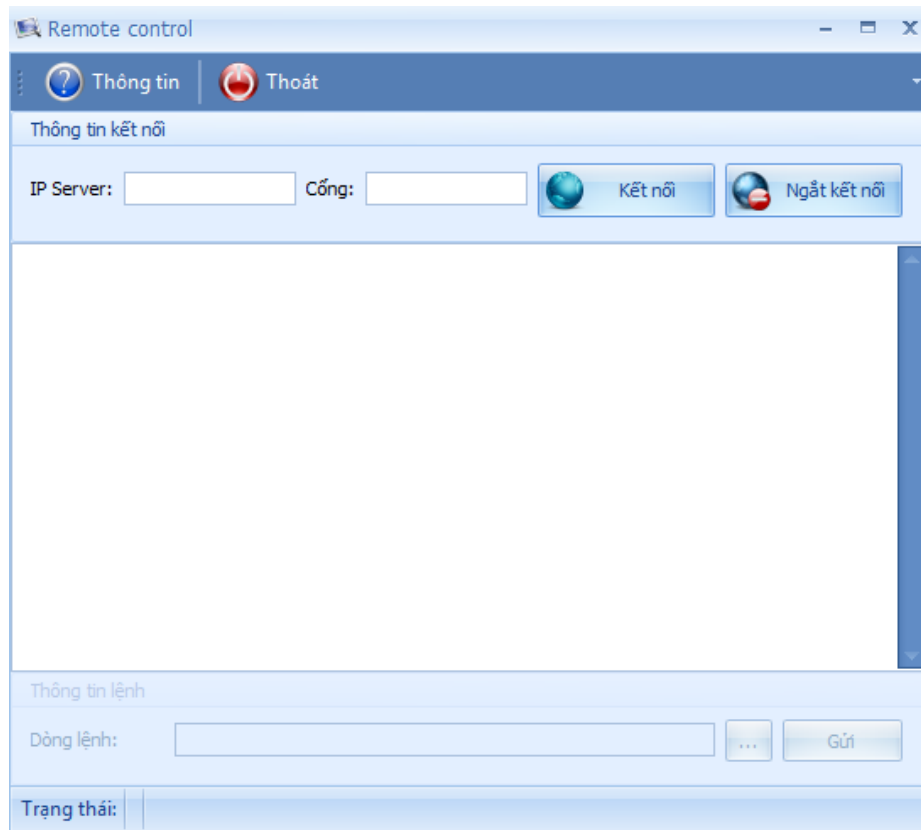 Remote control
Thông tin Thoát
Thông tin kết nối
IP Server: Cổng: Kết nối Ngắt kết nối
Thông tin lệnh
Dòng lệnh: ... Gửi
Trạng thái: